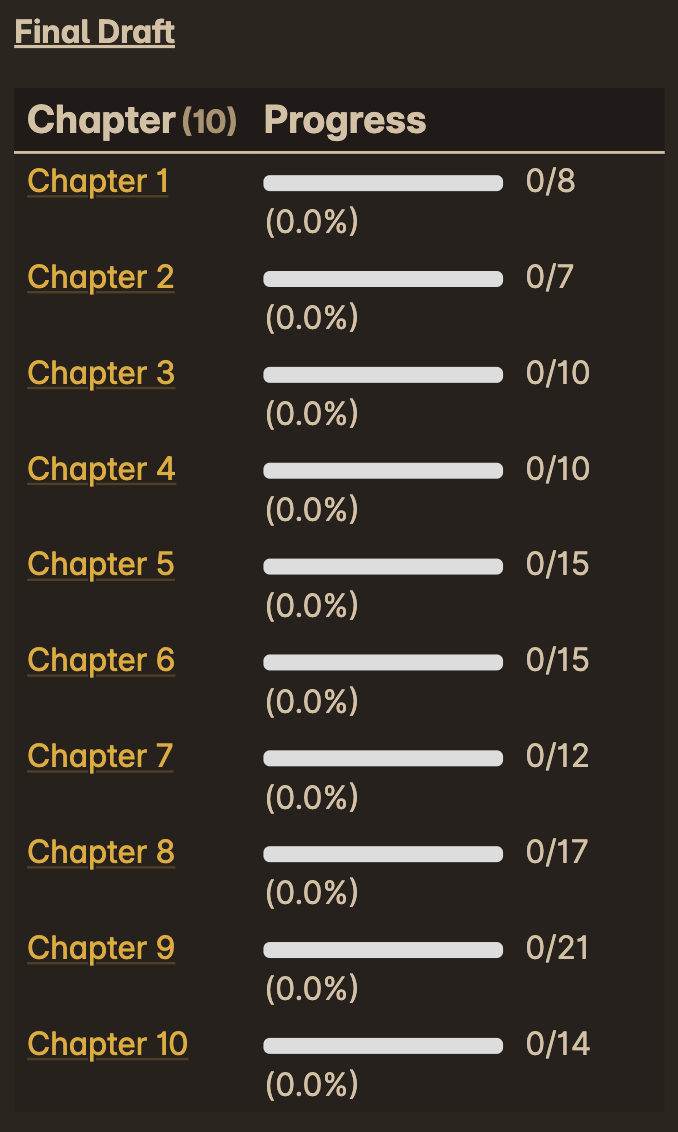 Final Draft
Chapter (10) Progress
Chapter 1 0/8
(0.0%)
Chapter 2 0/7
(0.0%)
Chapter 3 0/10
(0.0%)
Chapter 4 0/10
(0.0%)
Chapter 5 0/15
(0.0%)
Chapter 6 0/15
(0.0%)
Chapter 7 0/12
(0.0%)
Chapter 8 0/17
(0.0%)
Chapter 9 0/21
(0.0%)
Chapter 10 0/14
(0.0%)